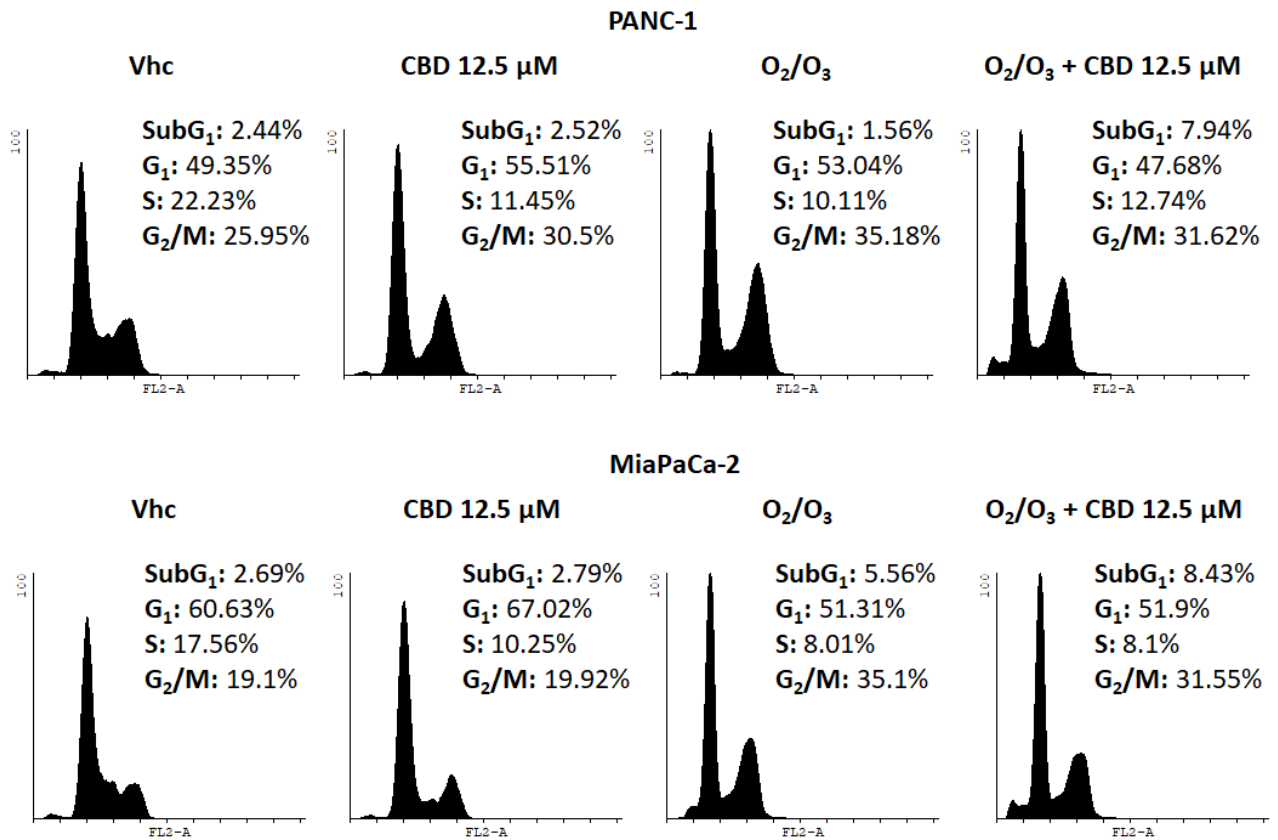 PANC-1
Vhc
CBD 12.5 µM
O₂/O₃
O₂/O₃ + CBD 12.5 µM
100
SubG₁: 2.44%
G₁: 49.35%
S: 22.23%
G₂/M: 25.95%
FL2-A
100
SubG₁: 2.52%
G₁: 55.51%
S: 11.45%
G₂/M: 30.5%
FL2-A
100
SubG₁: 1.56%
G₁: 53.04%
S: 10.11%
G₂/M: 35.18%
FL2-A
100
SubG₁: 7.94%
G₁: 47.68%
S: 12.74%
G₂/M: 31.62%
FL2-A
MiaPaCa-2
Vhc
CBD 12.5 µM
O₂/O₃
O₂/O₃ + CBD 12.5 µM
100
SubG₁: 2.69%
G₁: 60.63%
S: 17.56%
G₂/M: 19.1%
FL2-A
100
SubG₁: 2.79%
G₁: 67.02%
S: 10.25%
G₂/M: 19.92%
FL2-A
100
SubG₁: 5.56%
G₁: 51.31%
S: 8.01%
G₂/M: 35.1%
FL2-A
100
SubG₁: 8.43%
G₁: 51.9%
S: 8.1%
G₂/M: 31.55%
FL2-A